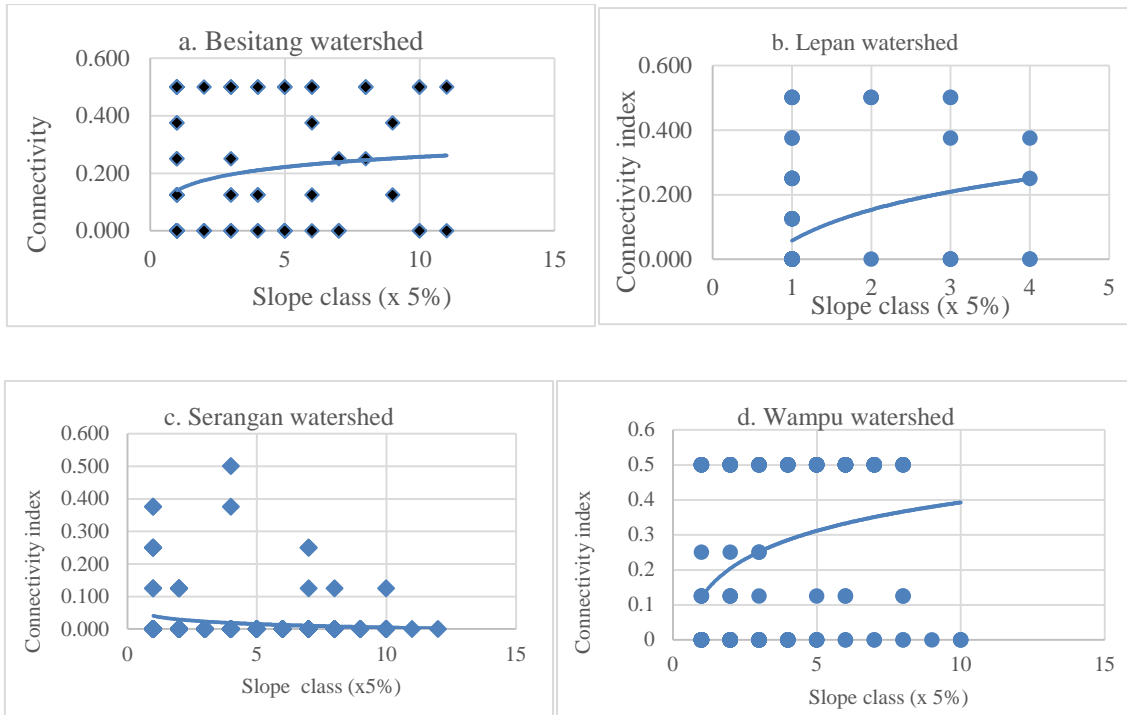 a. Besitang watershed
0.600
0.400
0.200
0.000
Connectivity
0 5 10 15
Slope class (x 5%)
b. Lepan watershed
0.600
0.400
0.200
0.000
Connectivity index
0 1 2 3 4 5
Slope class (x 5%)
c. Serangan watershed
0.600
0.500
0.400
0.300
0.200
0.100
0.000
Connectivity index
0 5 10 15
Slope class (x5%)
d. Wampu watershed
0.6
0.5
0.4
0.3
0.2
0.1
0
Connectivity index
0 5 10 15
Slope class (x 5%)